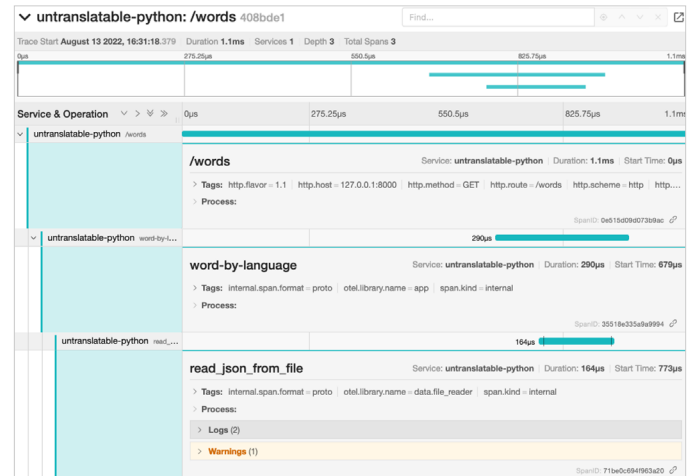 untranslatable-python: /words 408bde1
Find...
Trace Start August 13 2022, 16:31:18.379 Duration 1.1ms Services 1 Depth 3 Total Spans 3
0μs 275.25μs 550.5μs 825.75μs 1.1ms
Service & Operation 0μs 275.25μs 550.5μs 825.75μs 1.1ms
untranslatable-python /words
/words Service: untranslatable-python Duration: 1.1ms Start Time: 0μs
Tags: http.flavor = 1.1 http.host = 127.0.0.1:8000 http.method = GET http.route = /words http.scheme = http http....
Process:
SpanID: 0e515d09d073b9ac
untranslatable-python word-by-l... 290μs
word-by-language Service: untranslatable-python Duration: 290μs Start Time: 679μs
Tags: internal.span.format = proto otel.library.name = app span.kind = internal
Process:
SpanID: 35518e335a9a9994
untranslatable-python read_... 164μs
read_json_from_file Service: untranslatable-python Duration: 164μs Start Time: 773μs
Tags: internal.span.format = proto otel.library.name = data.file_reader span.kind = internal
Process:
Logs (2)
Warnings (1)
SpanID: 71be0c694f963a20